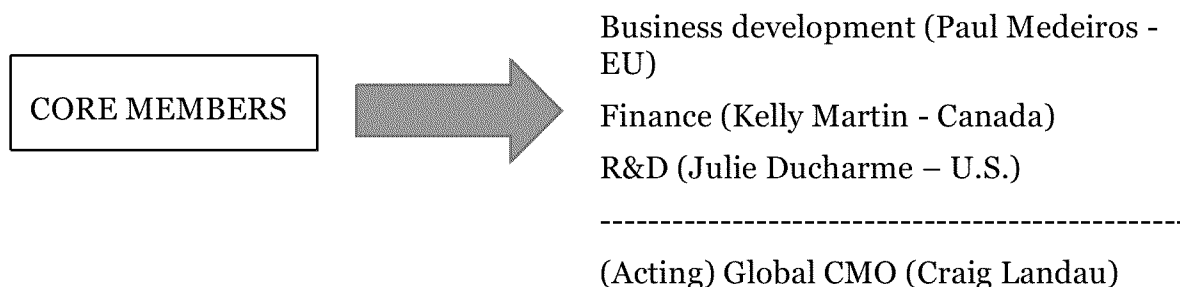 CORE MEMBERS
Business development (Paul Medeiros -
EU)
Finance (Kelly Martin - Canada)
R&D (Julie Ducharme – U.S.)
------------------------------------------------
(Acting) Global CMO (Craig Landau)